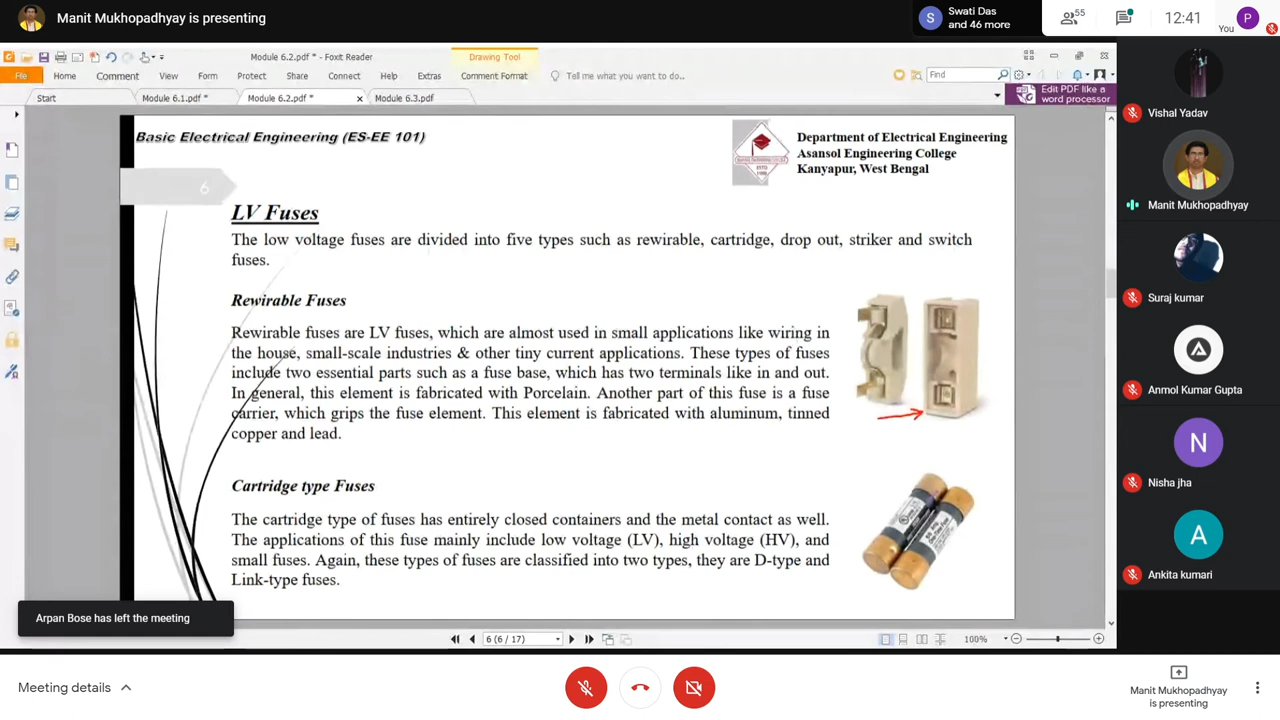 Manit Mukhopadhyay is presenting
S
Swati Das
and 46 more
55
12:41
You
P
Module 6.2.pdf * - Foxit Reader
Drawing Tool
File
Home
Comment
View
Form
Protect
Share
Connect
Help
Extras
Comment Format
Tell me what you want to do...
Find
Start
Module 6.1.pdf *
Module 6.2.pdf *
Module 6.3.pdf
Edit PDF like a
word processor
Basic Electrical Engineering (ES-EE 101)
Department of Electrical Engineering
Asansol Engineering College
Kanyapur, West Bengal
6
LV Fuses
The low voltage fuses are divided into five types such as rewirable, cartridge, drop out, striker and switch
fuses.
Rewirable Fuses
Rewirable fuses are LV fuses, which are almost used in small applications like wiring in
the house, small-scale industries & other tiny current applications. These types of fuses
include two essential parts such as a fuse base, which has two terminals like in and out.
In general, this element is fabricated with Porcelain. Another part of this fuse is a fuse
carrier, which grips the fuse element. This element is fabricated with aluminum, tinned
copper and lead.
Cartridge type Fuses
The cartridge type of fuses has entirely closed containers and the metal contact as well.
The applications of this fuse mainly include low voltage (LV), high voltage (HV), and
small fuses. Again, these types of fuses are classified into two types, they are D-type and
Link-type fuses.
Arpan Bose has left the meeting
6 (6 / 17)
100%
Vishal Yadav
Manit Mukhopadhyay
Suraj kumar
Anmol Kumar Gupta
N
Nisha jha
A
Ankita kumari
Meeting details
Manit Mukhopadhyay
is presenting